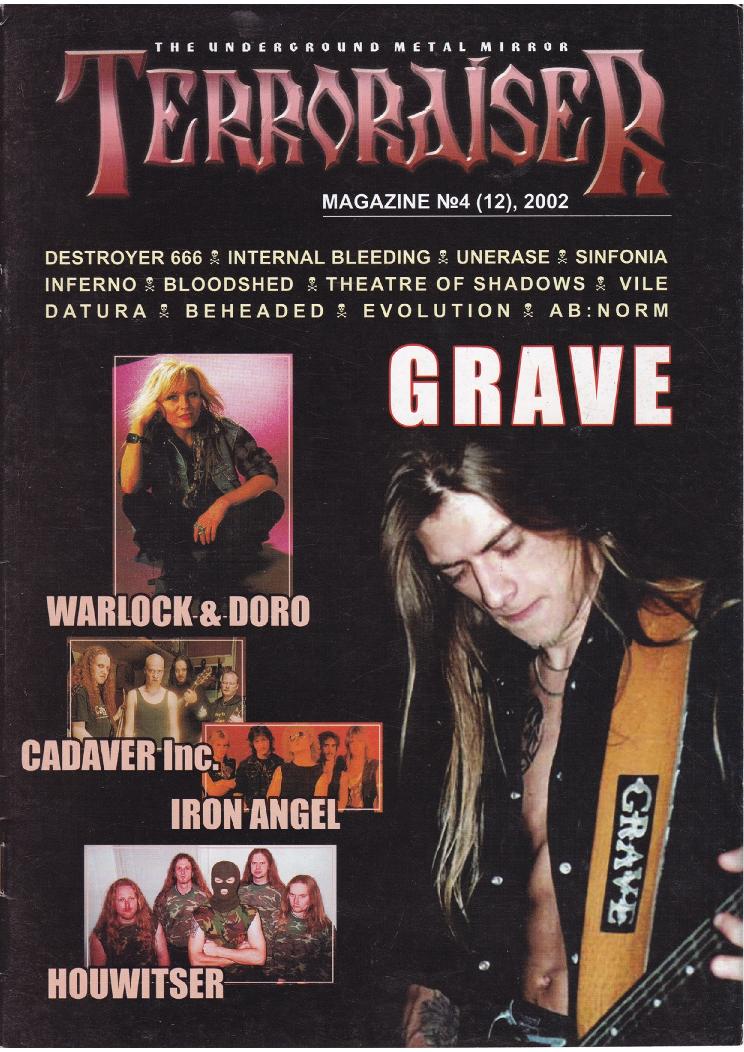 THE UNDERGROUND METAL MIRROR
TERRORAISER
MAGAZINE №4 (12), 2002
DESTROYER 666 ☠ INTERNAL BLEEDING ☠ UNERASE ☠ SINFONIA
INFERNO ☠ BLOODSHED ☠ THEATRE OF SHADOWS ☠ VILE
DATURA ☠ BEHEADED ☠ EVOLUTION ☠ AB:NORM
GRAVE
WARLOCK & DORO
CADAVER Inc.
IRON ANGEL
HOUWITSER
GRAVE